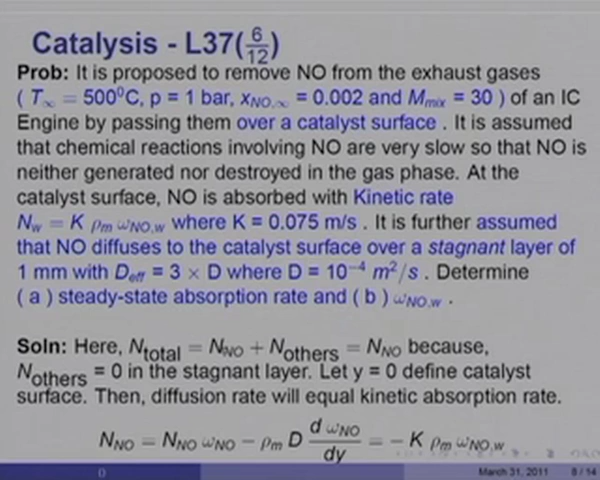 Catalysis - L37(6/12)
Prob: It is proposed to remove NO from the exhaust gases
( T∞ = 500⁰C, p = 1 bar, xNO,∞ = 0.002 and Mmix = 30 ) of an IC
Engine by passing them over a catalyst surface . It is assumed
that chemical reactions involving NO are very slow so that NO is
neither generated nor destroyed in the gas phase. At the
catalyst surface, NO is absorbed with Kinetic rate
Nw = K ρm ωNO,w where K = 0.075 m/s . It is further assumed
that NO diffuses to the catalyst surface over a stagnant layer of
1 mm with Deff = 3 × D where D = 10⁻⁴ m²/s . Determine
( a ) steady-state absorption rate and ( b ) ωNO,w .
Soln: Here, Ntotal = NNO + Nothers = NNO because,
Nothers = 0 in the stagnant layer. Let y = 0 define catalyst
surface. Then, diffusion rate will equal kinetic absorption rate.
NNO = NNO ωNO − ρm D d ωNO/dy = − K ρm ωNO,w
() March 31, 2011 8 / 14